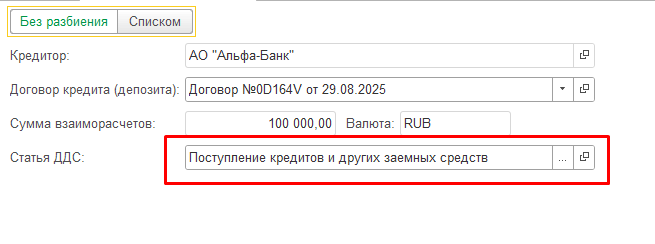 Без разбиения Списком
Кредитор: АО "Альфа-Банк"
Договор кредита (депозита): Договор №0D164V от 29.08.2025
Сумма взаиморасчетов: 100 000,00 Валюта: RUB
Статья ДДС: Поступление кредитов и других заемных средств ...